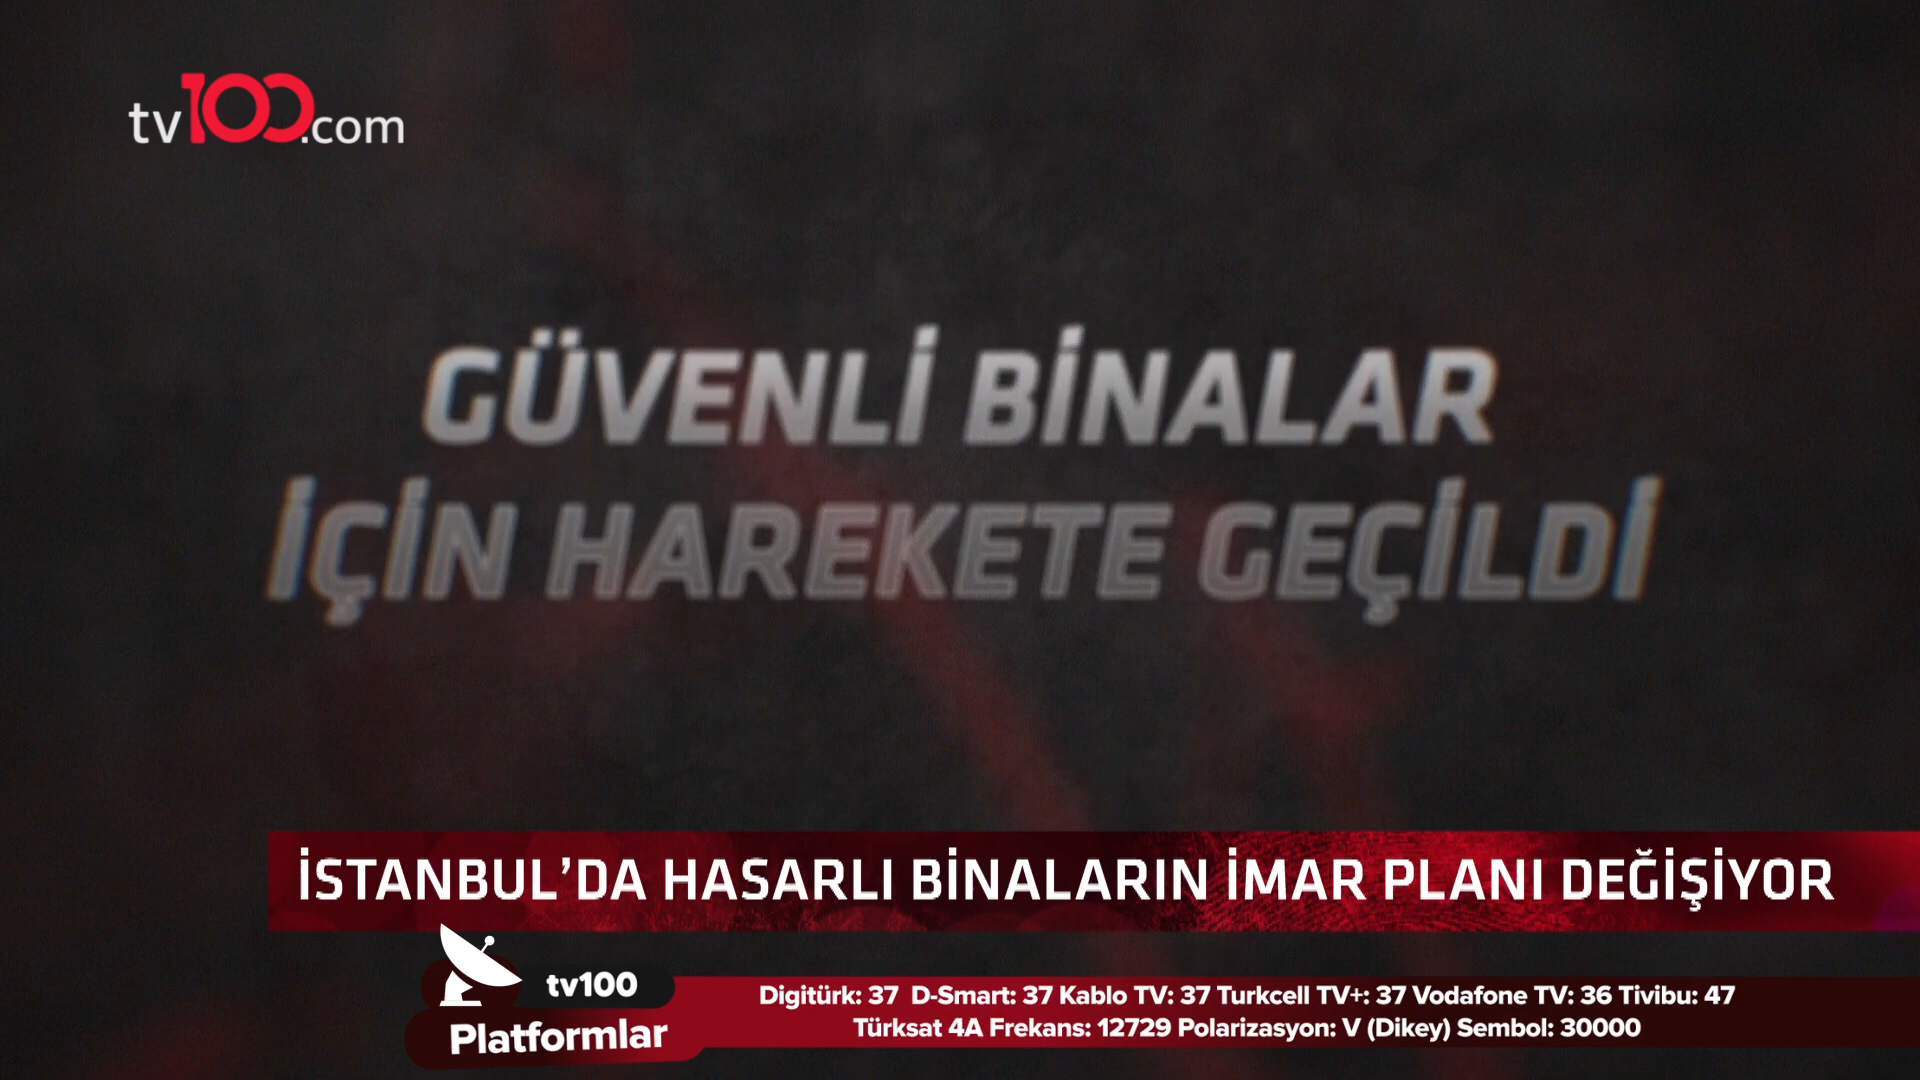 tv100.com
GÜVENLİ BİNALAR
İÇİN HAREKETE GEÇİLDİ
İSTANBUL'DA HASARLI BİNALARIN İMAR PLANI DEĞİŞİYOR
tv100
Platformlar
Digitürk: 37 D-Smart: 37 Kablo TV: 37 Turkcell TV+: 37 Vodafone TV: 36 Tivibu: 47
Türksat 4A Frekans: 12729 Polarizasyon: V (Dikey) Sembol: 30000